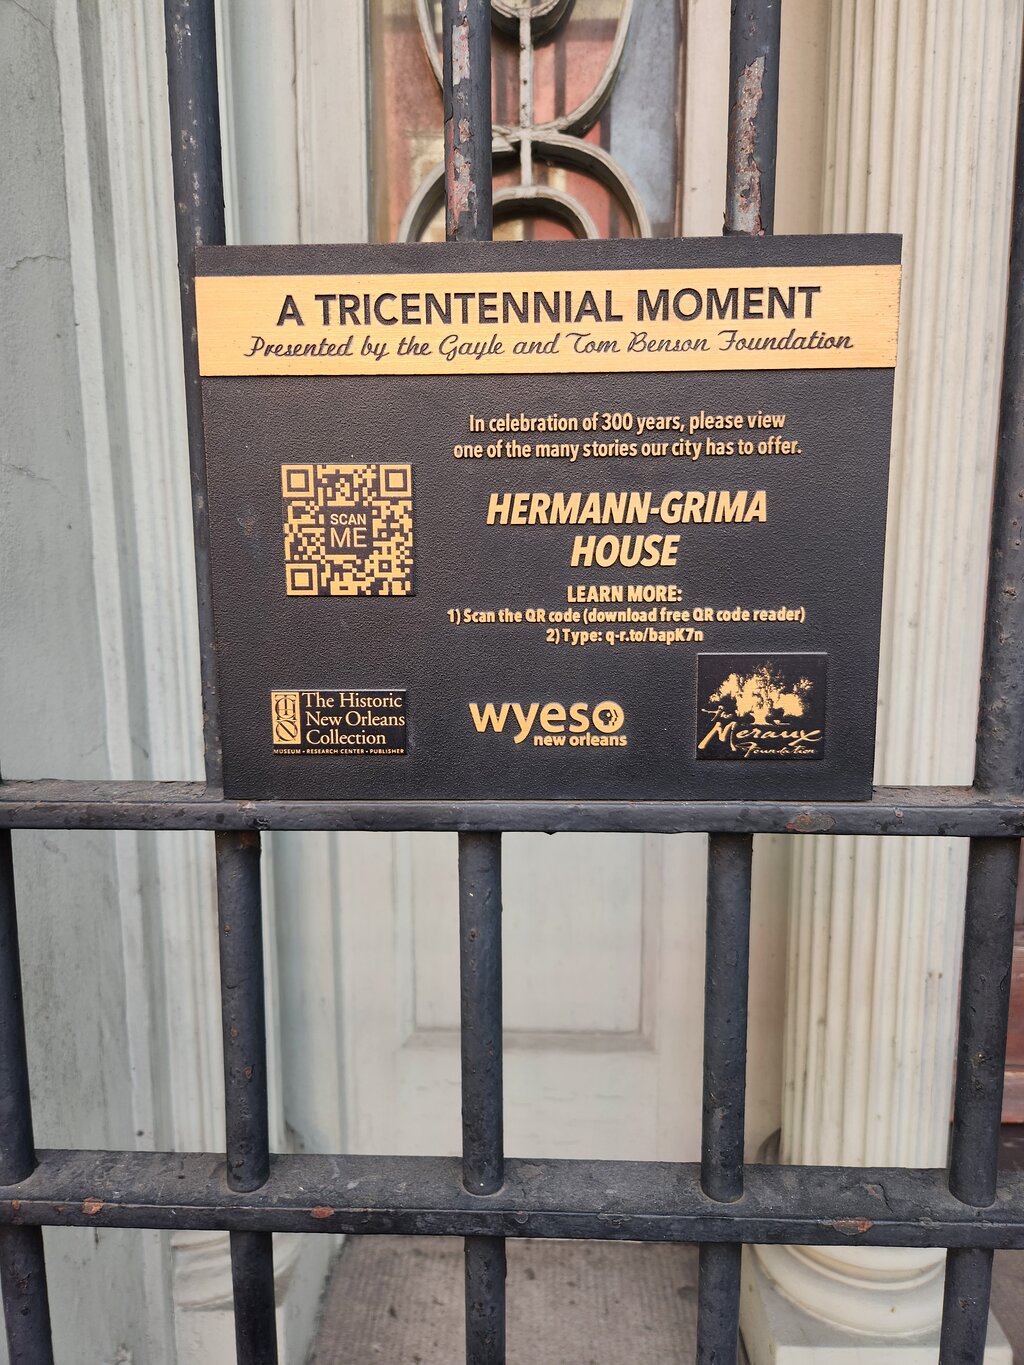 A TRICENTENNIAL MOMENT
Presented by the Gayle and Tom Benson Foundation
In celebration of 300 years, please view
one of the many stories our city has to offer.
SCAN
ME
HERMANN-GRIMA
HOUSE
LEARN MORE:
1) Scan the QR code (download free QR code reader)
2) Type: q-r.to/bapK7n
The Historic
New Orleans
Collection
MUSEUM • RESEARCH CENTER • PUBLISHER
wyes
new orleans
The
Meraux
Foundation